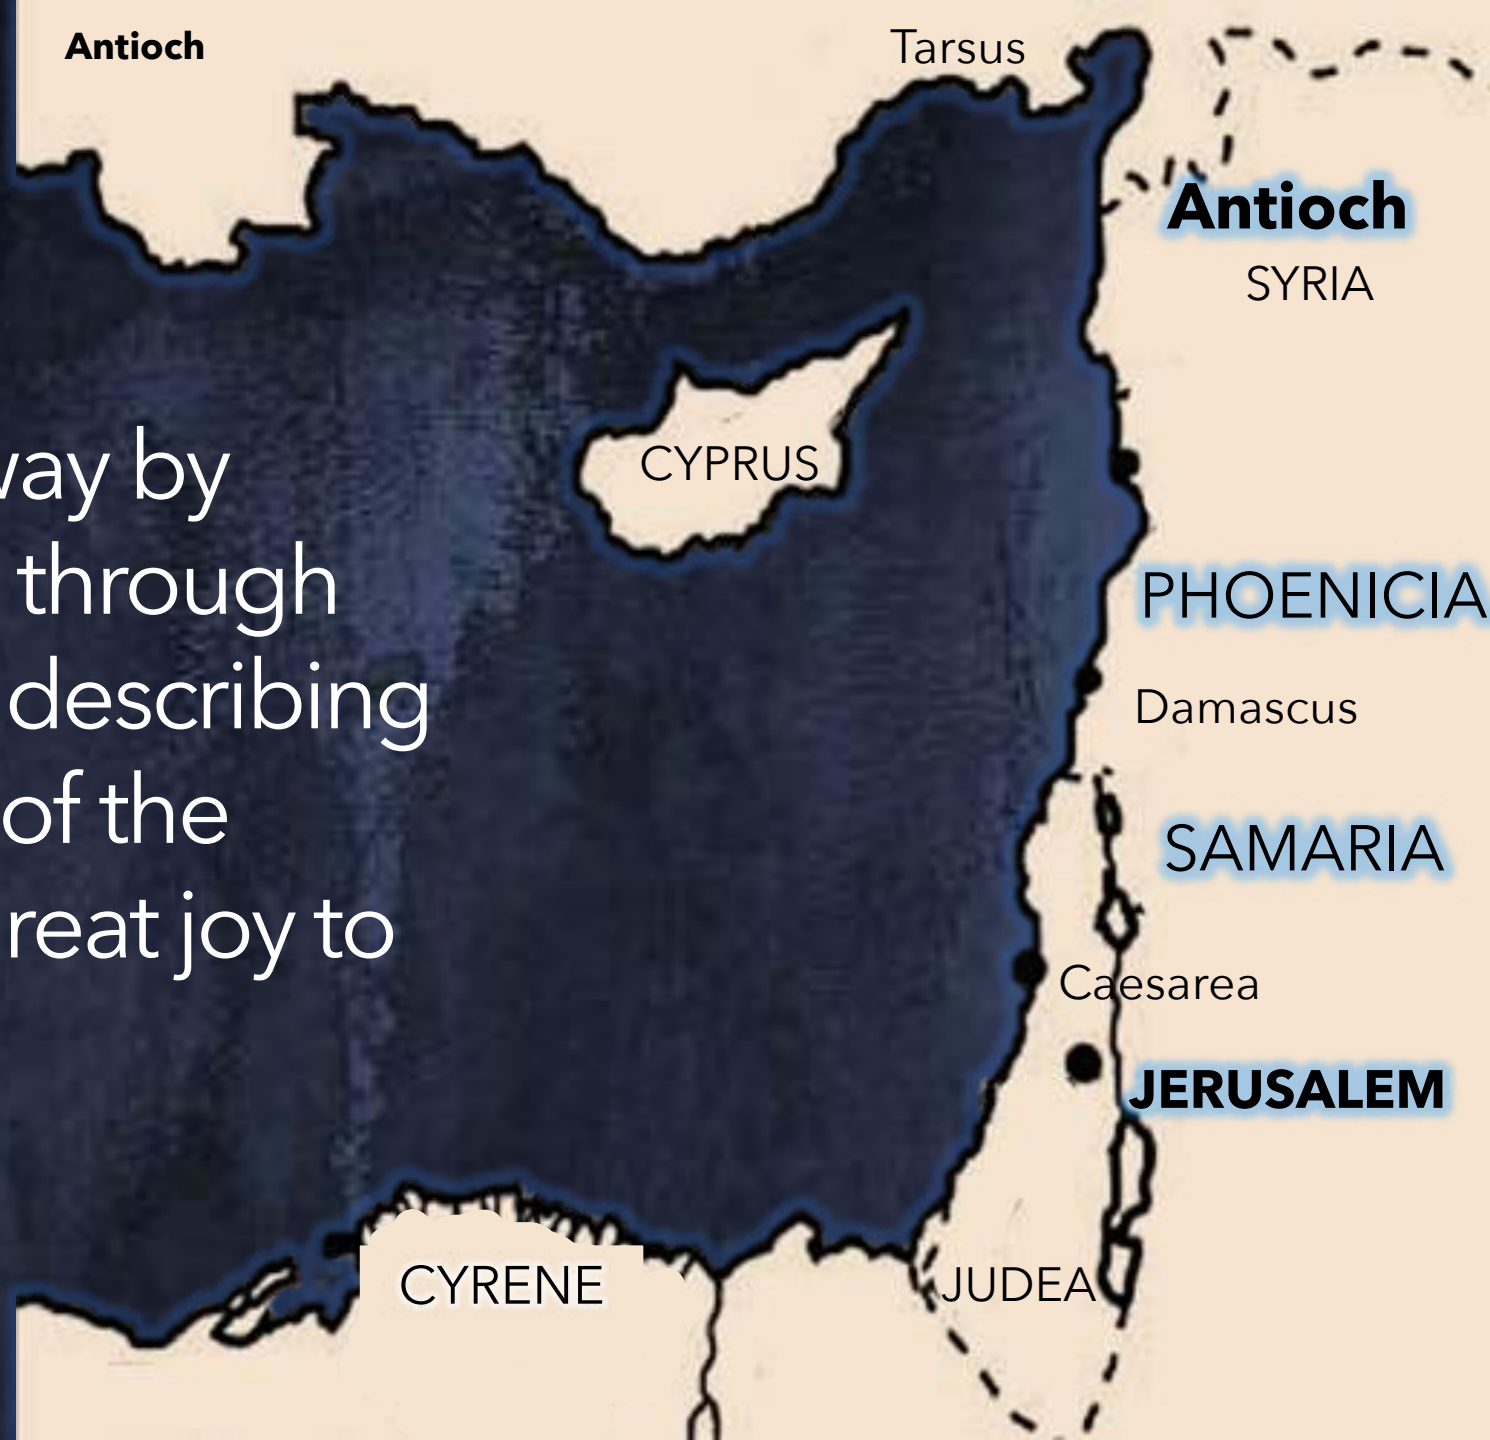 Antioch
Tarsus
Antioch
SYRIA
CYPRUS
way by
through
describing
of the
reat joy to
PHOENICIA
Damascus
SAMARIA
Caesarea
JERUSALEM
CYRENE
JUDEA